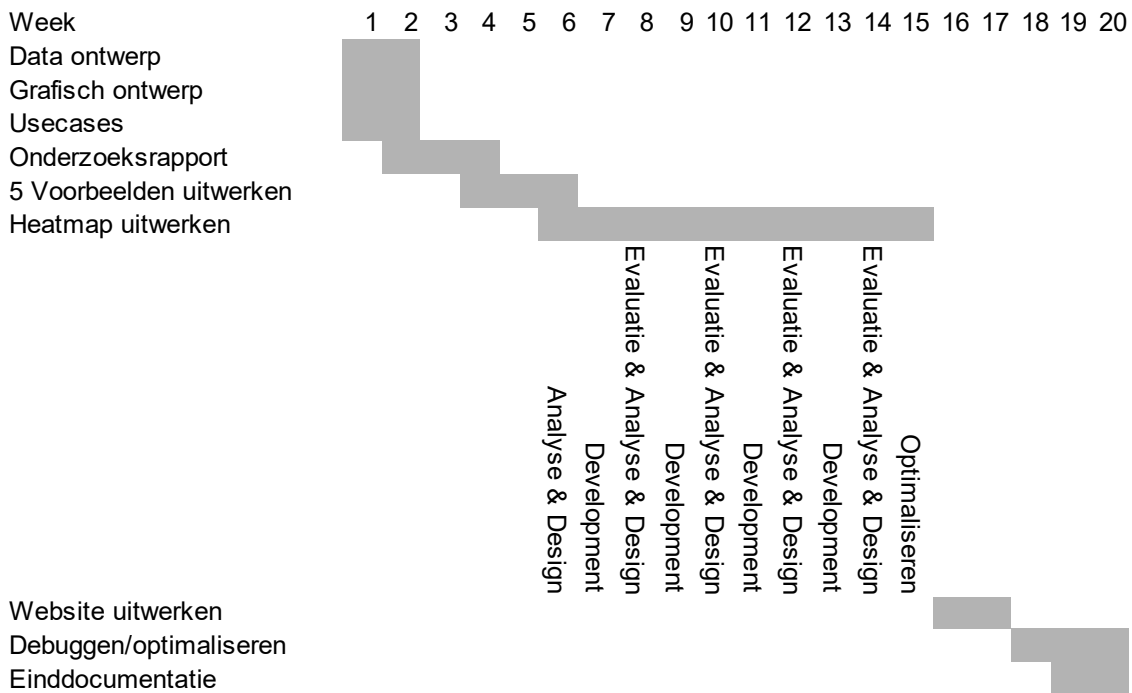 Week 1 2 3 4 5 6 7 8 9 10 11 12 13 14 15 16 17 18 19 20
Data ontwerp
Grafisch ontwerp
Usecases
Onderzoeksrapport
5 Voorbeelden uitwerken
Heatmap uitwerken
Analyse & Design
Development
Evaluatie & Analyse & Design
Development
Evaluatie & Analyse & Design
Development
Evaluatie & Analyse & Design
Development
Evaluatie & Analyse & Design
Optimaliseren
Website uitwerken
Debuggen/optimaliseren
Einddocumentatie